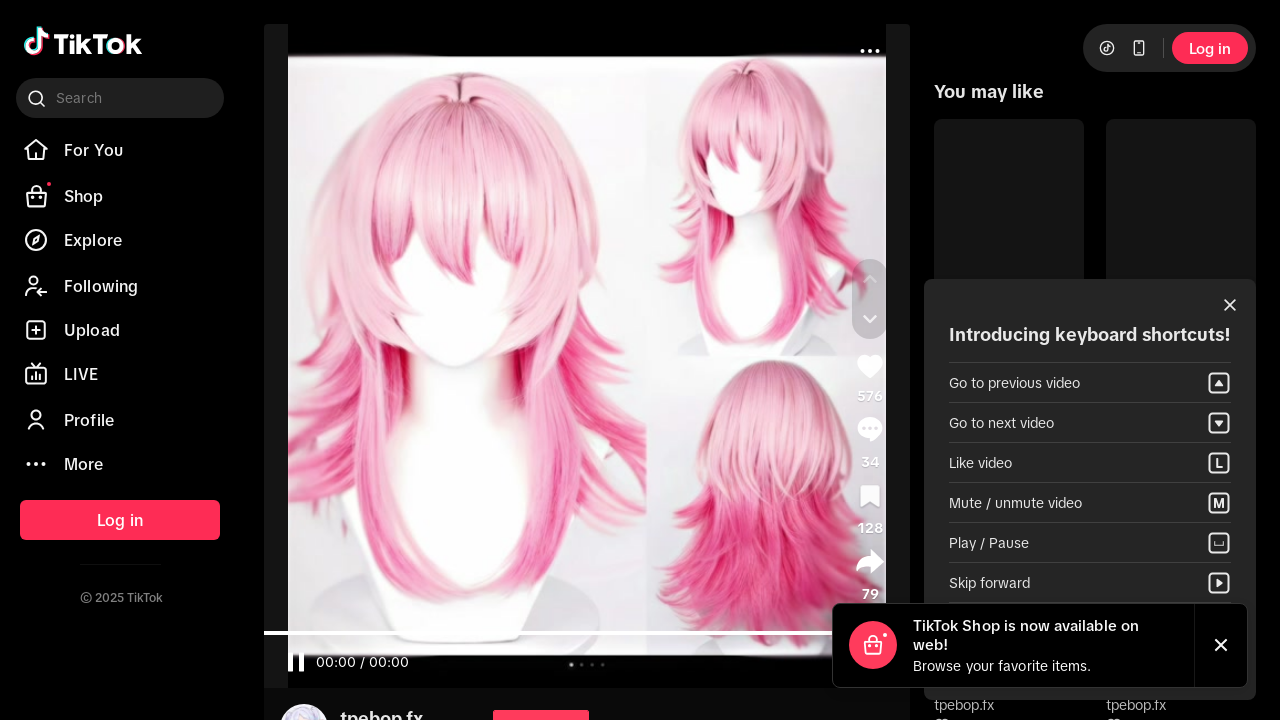 TikTok
Search
For You
Shop
Explore
Following
Upload
LIVE
Profile
More
Log in
© 2025 TikTok
576
34
128
79
00:00 / 00:00
tpebop.fx
Log in
You may like
Introducing keyboard shortcuts!
Go to previous video
Go to next video
Like video
L
Mute / unmute video
M
Play / Pause
Skip forward
TikTok Shop is now available on
web!
Browse your favorite items.
tpebop.fx
tpebop.fx